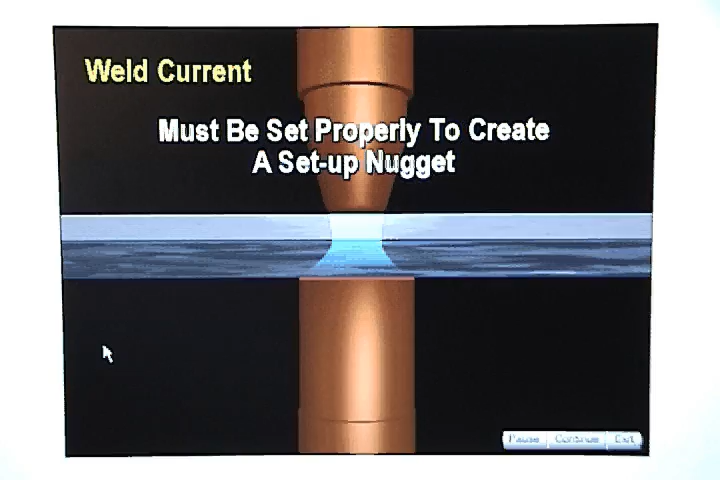 Weld Current
Must Be Set Properly To Create
A Set-up Nugget
Pause Continue Exit